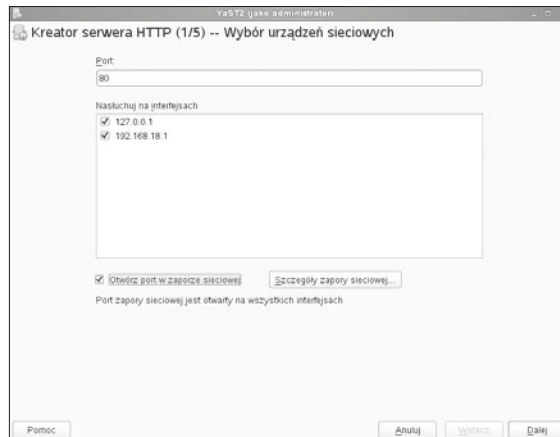 YaST2 (jako administrator)
Kreator serwera HTTP (1/5) -- Wybór urządzeń sieciowych
Port:
80
Nasłuchuj na interfejsach
127.0.0.1
192.168.18.1
Otwórz port w zaporze sieciowej
Szczegóły zapory sieciowej...
Port zapory sieciowej jest otwarty na wszystkich interfejsach
Pomoc
Anuluj
Wstecz
Dalej